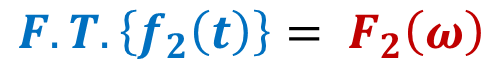 F.T.{f₂(t)} = F₂(ω)